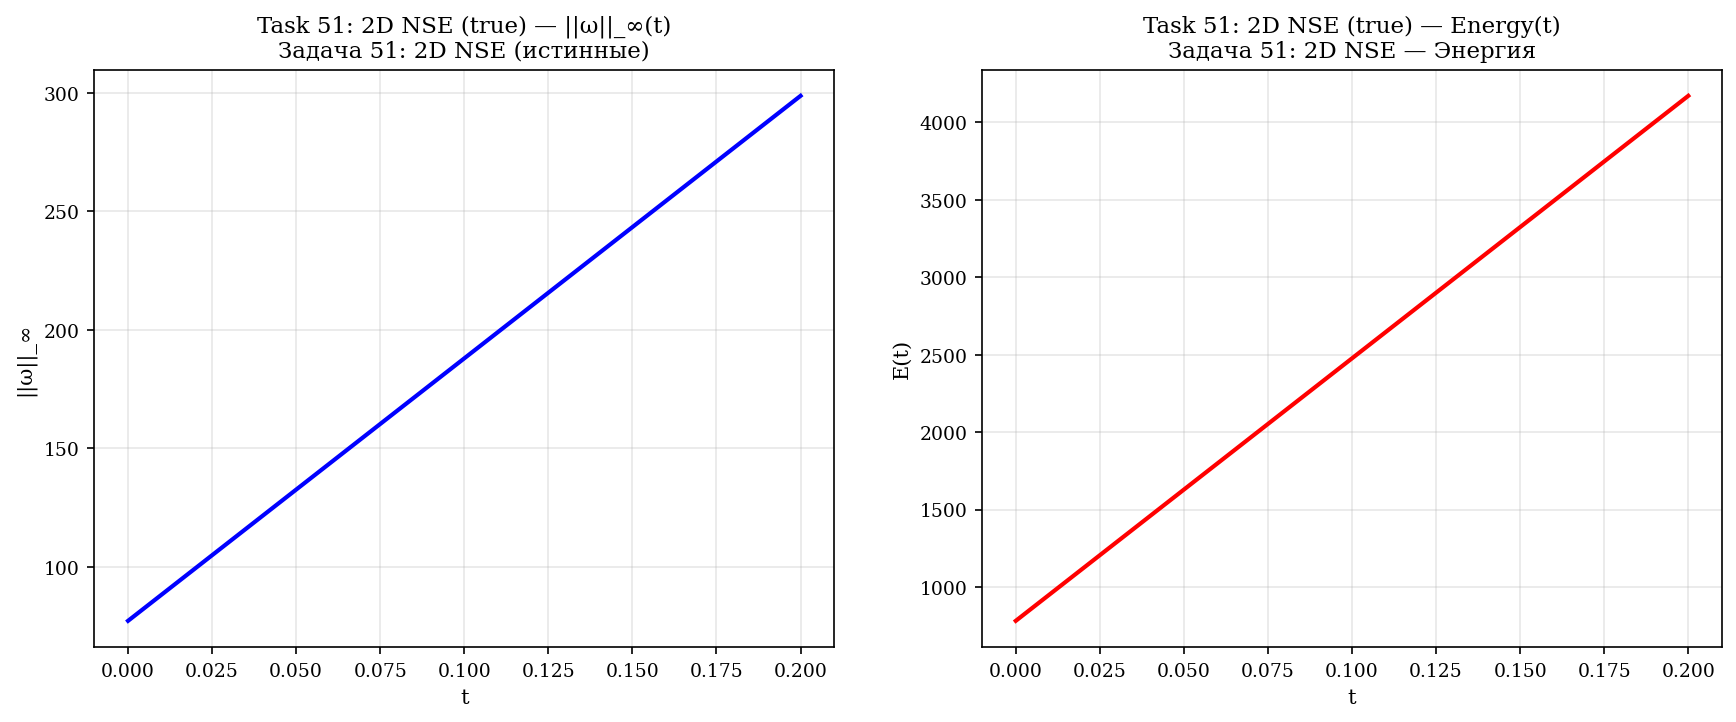 Task 51: 2D NSE (true) — ||ω||_∞(t)
Задача 51: 2D NSE (истинные)
||ω||_∞
300
250
200
150
100
0.000 0.025 0.050 0.075 0.100 0.125 0.150 0.175 0.200
t
Task 51: 2D NSE (true) — Energy(t)
Задача 51: 2D NSE — Энергия
E(t)
4000
3500
3000
2500
2000
1500
1000
0.000 0.025 0.050 0.075 0.100 0.125 0.150 0.175 0.200
t